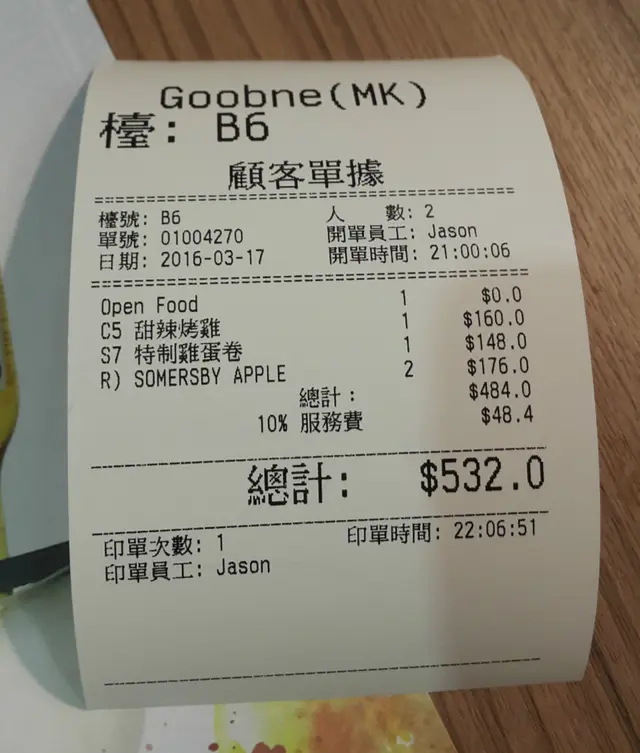 Goobne(MK)
檯: B6
顧客單據
檯號: B6 人 數: 2
單號: 01004270 開單員工: Jason
日期: 2016-03-17 開單時間: 21:00:06
Open Food 1 $0.0
C5 甜辣烤雞 1 $160.0
S7 特制雞蛋卷 1 $148.0
R) SOMERSBY APPLE 2 $176.0
總計: $484.0
10% 服務費 $48.4
總計: $532.0
印單次數: 1 印單時間: 22:06:51
印單員工: Jason